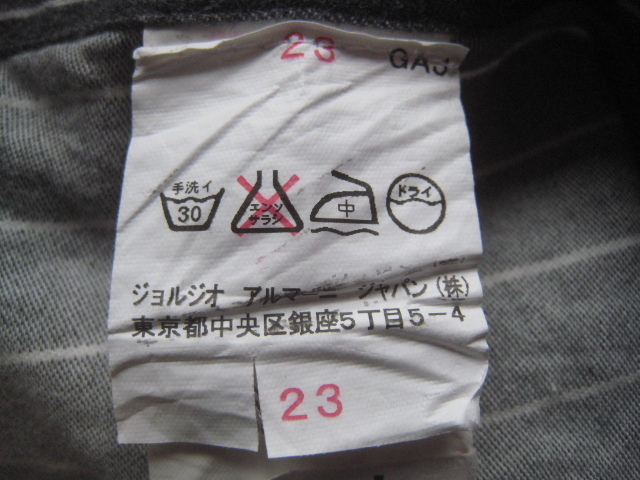 23
GAJ
手洗イ
30
エンソ
サラシ
中
ドライ
ジョルジオ アルマーニ ジャパン(株)
東京都中央区銀座5丁目5-4
23